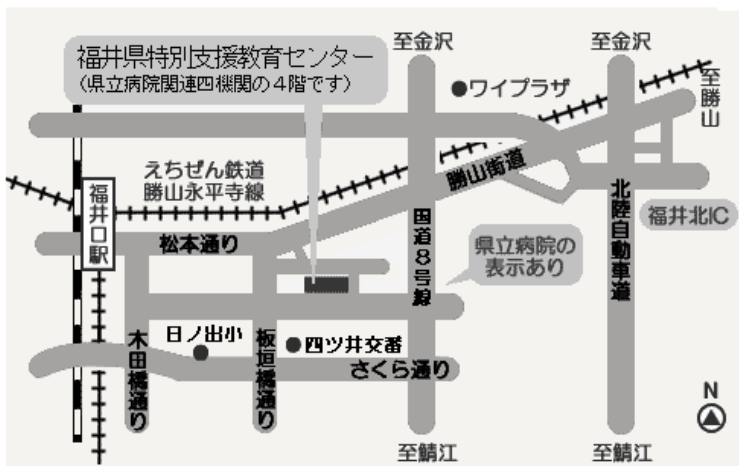 至金沢
至金沢
福井県特別支援教育センター
(県立病院関連四機関の4階です)
ワイプラザ
至勝山
えちぜん鉄道
勝山永平寺線
勝山街道
福井口駅
松本通り
国道8号線
北陸自動車道
福井北IC
県立病院の
表示あり
日ノ出小
四ツ井交番
木田橋通り
板垣橋通り
さくら通り
至鯖江
至鯖江
N